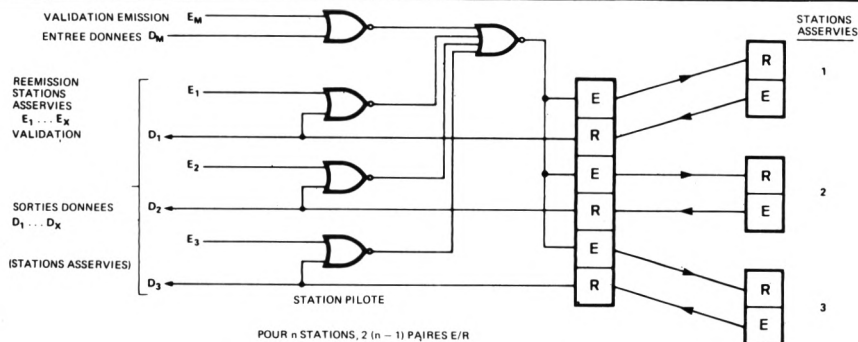 VALIDATION EMISSION E_M
ENTREE DONNEES D_M
STATIONS
ASSERVIES
REEMISSION
STATIONS
ASSERVIES
E_1 ... E_X
VALIDATION
E_1
D_1
E_2
SORTIES DONNEES
D_1 ... D_X
D_2
E_3
(STATIONS ASSERVIES)
D_3
STATION PILOTE
E
R
E
R
E
R
R
E
1
R
E
2
R
E
3
POUR n STATIONS, 2 (n – 1) PAIRES E/R